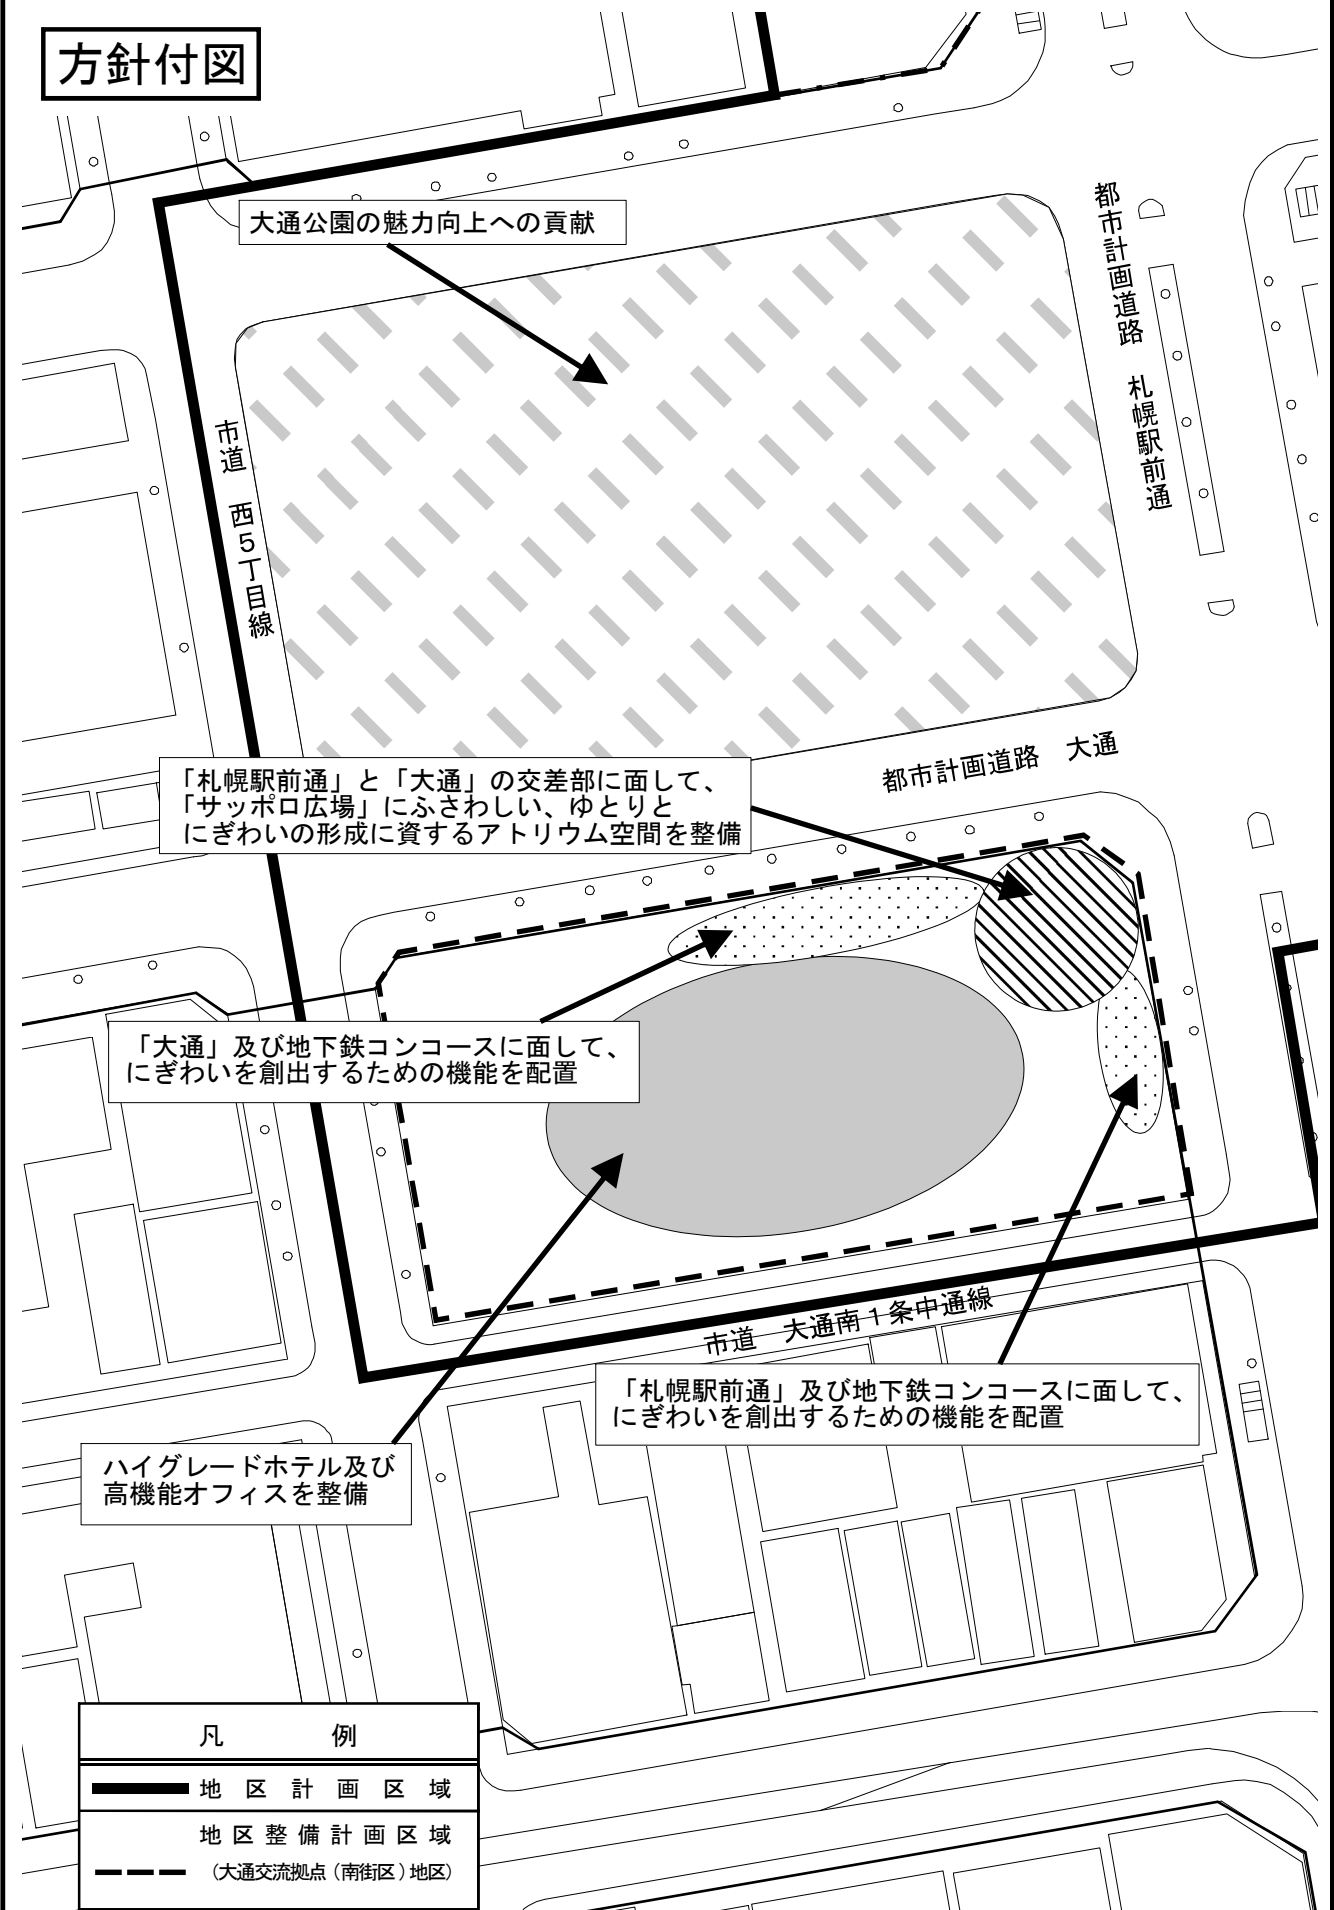 方針付図
大通公園の魅力向上への貢献
都市計画道路　札幌駅前通
市道　西5丁目線
都市計画道路　大通
「札幌駅前通」と「大通」の交差部に面して、
「サッポロ広場」にふさわしい、ゆとりと
にぎわいの形成に資するアトリウム空間を整備
「大通」及び地下鉄コンコースに面して、
にぎわいを創出するための機能を配置
市道　大通南1条中通線
「札幌駅前通」及び地下鉄コンコースに面して、
にぎわいを創出するための機能を配置
ハイグレードホテル及び
高機能オフィスを整備
凡　例
地区計画区域
地区整備計画区域
（大通交流拠点（南街区）地区）